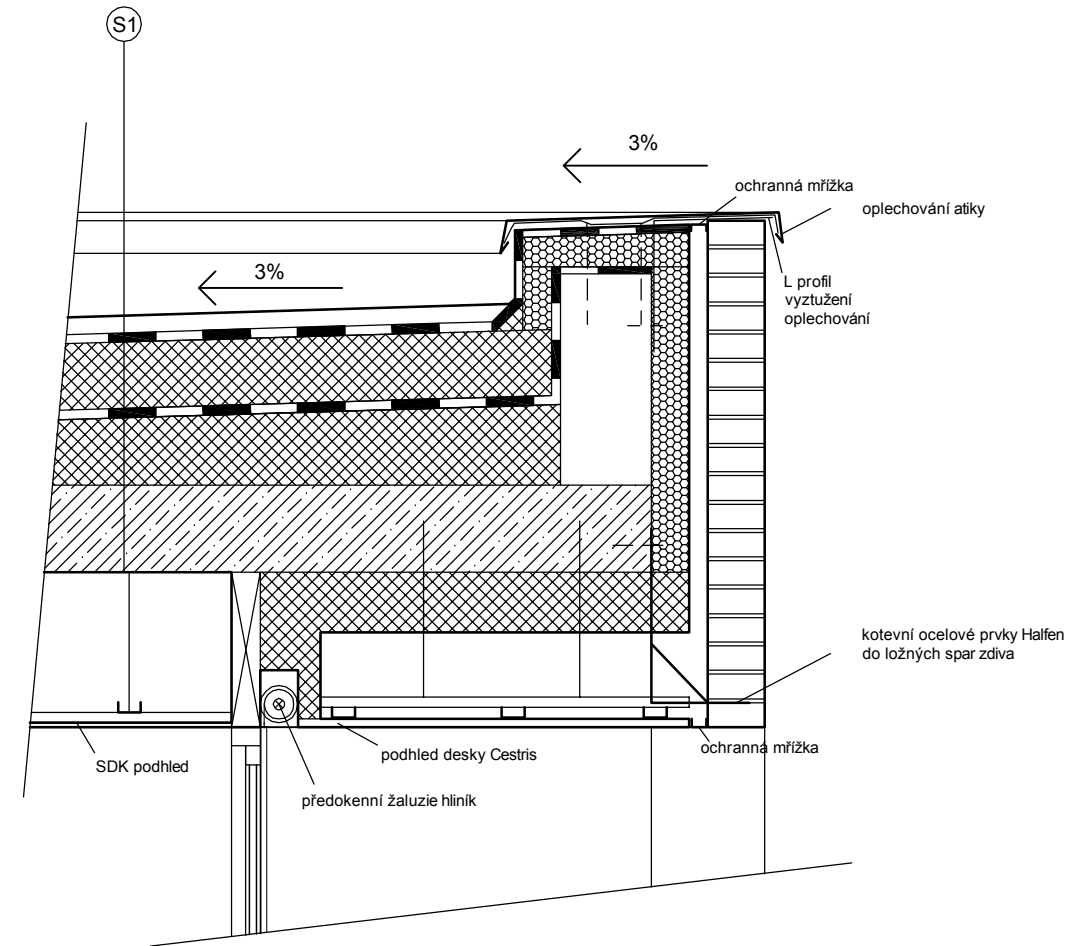 S1
3%
ochranná mřížka
oplechování atiky
3%
L profil
vyztužení
oplechování
kotevní ocelové prvky Halfen
do ložných spar zdiva
ochranná mřížka
podhled desky Cestris
SDK podhled
předokenní žaluzie hliník